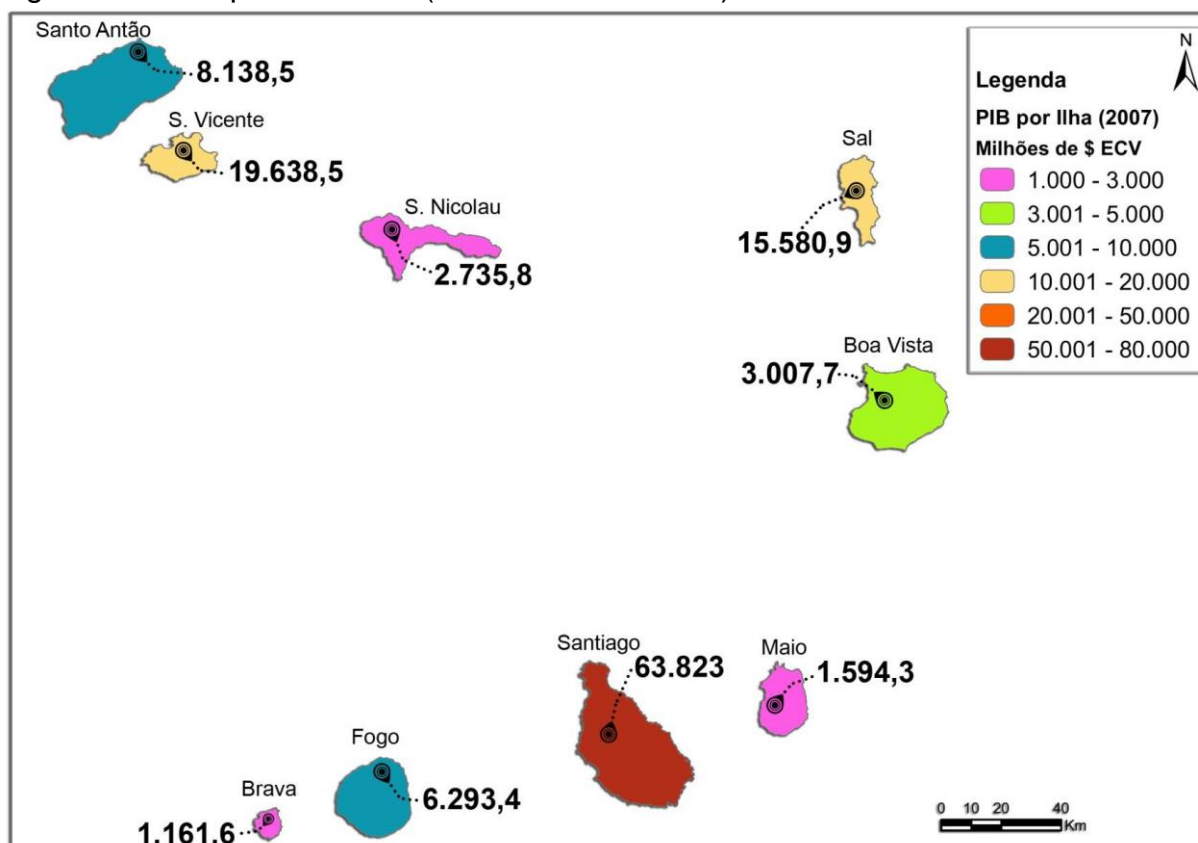 Santo Antão
8.138,5
S. Vicente
19.638,5
S. Nicolau
2.735,8
Sal
15.580,9
Boa Vista
3.007,7
N
Legenda
PIB por Ilha (2007)
Milhões de $ ECV
1.000 - 3.000
3.001 - 5.000
5.001 - 10.000
10.001 - 20.000
20.001 - 50.000
50.001 - 80.000
Santiago
63.823
Maio
1.594,3
Fogo
6.293,4
Brava
1.161,6
0 10 20 40
Km